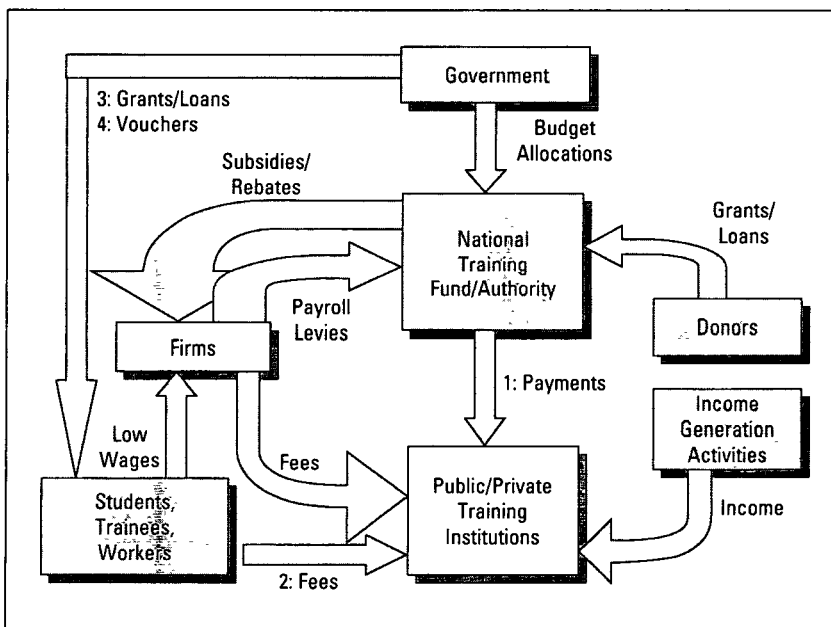 Government
3: Grants/Loans
4: Vouchers
Budget
Allocations
Subsidies/
Rebates
Grants/
Loans
National
Training
Fund/Authority
Payroll
Levies
Firms
Donors
1: Payments
Income
Generation
Activities
Low
Wages
Fees
Students,
Trainees,
Workers
Public/Private
Training
Institutions
Income
2: Fees